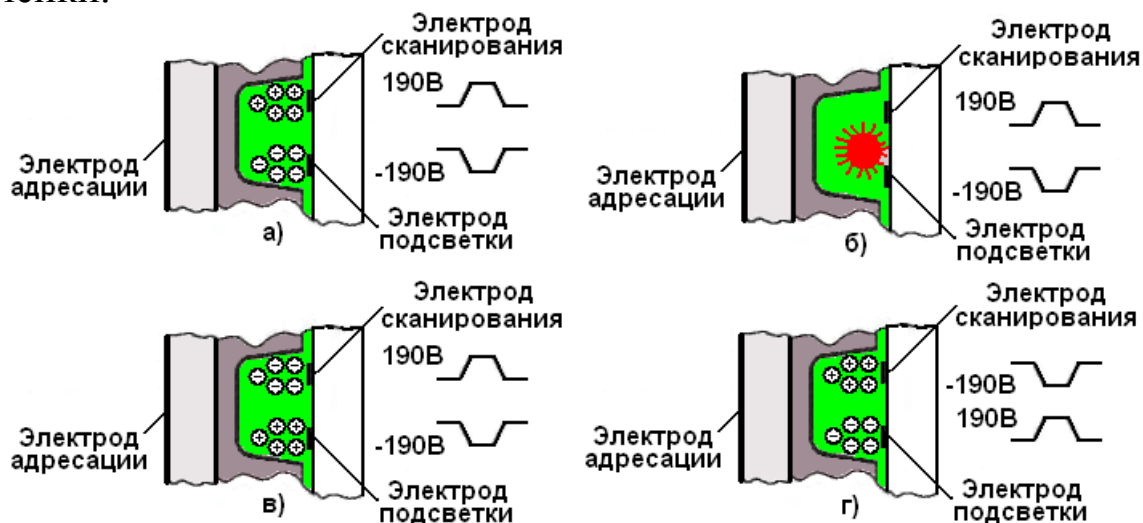 Электрод
сканирования
190В
-190В
Электрод
адресации
Электрод
подсветки
а)
Электрод
сканирования
190В
-190В
Электрод
адресации
Электрод
подсветки
б)
Электрод
сканирования
190В
-190В
Электрод
адресации
Электрод
подсветки
в)
Электрод
сканирования
-190В
190В
Электрод
адресации
Электрод
подсветки
г)